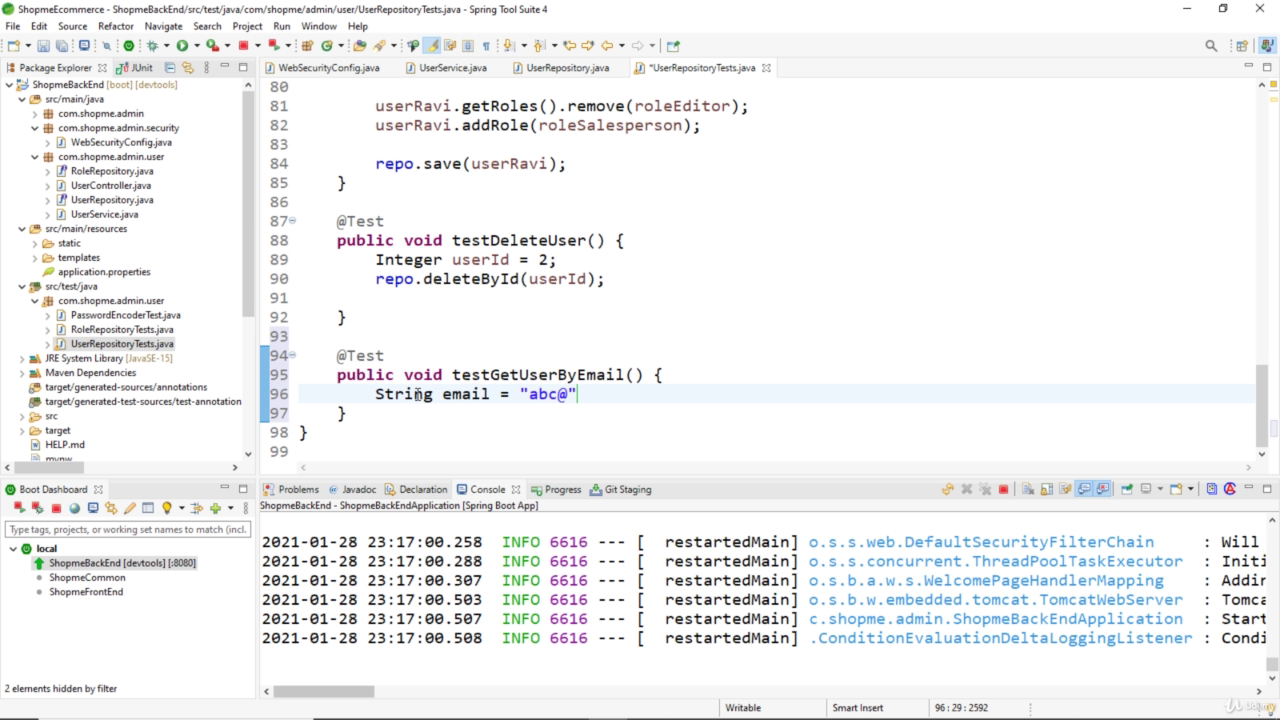 ShopmeEcommerce - ShopmeBackEnd/src/test/java/com/shopme/admin/user/UserRepositoryTests.java - Spring Tool Suite 4
File Edit Source Refactor Navigate Search Project Run Window Help
Package Explorer JUnit
WebSecurityConfig.java UserService.java UserRepository.java *UserRepositoryTests.java
ShopmeBackEnd [boot] [devtools]
src/main/java
com.shopme.admin
com.shopme.admin.security
WebSecurityConfig.java
com.shopme.admin.user
RoleRepository.java
UserController.java
UserRepository.java
UserService.java
src/main/resources
static
templates
application.properties
src/test/java
com.shopme.admin.user
PasswordEncoderTest.java
RoleRepositoryTests.java
UserRepositoryTests.java
JRE System Library [JavaSE-15]
Maven Dependencies
target/generated-sources/annotations
target/generated-test-sources/test-annotation
src
target
HELP.md
mvnw
80
81 userRavi.getRoles().remove(roleEditor);
82 userRavi.addRole(roleSalesperson);
83
84 repo.save(userRavi);
85 }
86
87 @Test
88 public void testDeleteUser() {
89 Integer userId = 2;
90 repo.deleteById(userId);
91
92 }
93
94 @Test
95 public void testGetUserByEmail() {
96 String email = "abc@"
97 }
98 }
99
Boot Dashboard
Type tags, projects, or working set names to match (incl.
local
ShopmeBackEnd [devtools] [:8080]
ShopmeCommon
ShopmeFrontEnd
2 elements hidden by filter
Problems Javadoc Declaration Console Progress Git Staging
ShopmeBackEnd - ShopmeBackEndApplication [Spring Boot App]
2021-01-28 23:17:00.258 INFO 6616 --- [ restartedMain] o.s.s.web.DefaultSecurityFilterChain : Will
2021-01-28 23:17:00.288 INFO 6616 --- [ restartedMain] o.s.s.concurrent.ThreadPoolTaskExecutor : Initi
2021-01-28 23:17:00.307 INFO 6616 --- [ restartedMain] o.s.b.a.w.s.WelcomePageHandlerMapping : Addin
2021-01-28 23:17:00.503 INFO 6616 --- [ restartedMain] o.s.b.w.embedded.tomcat.TomcatWebServer : Tomca
2021-01-28 23:17:00.507 INFO 6616 --- [ restartedMain] c.shopme.admin.ShopmeBackEndApplication : Start
2021-01-28 23:17:00.508 INFO 6616 --- [ restartedMain] .ConditionEvaluationDeltaLoggingListener : Condi
Writable Smart Insert 96 : 29 : 2592